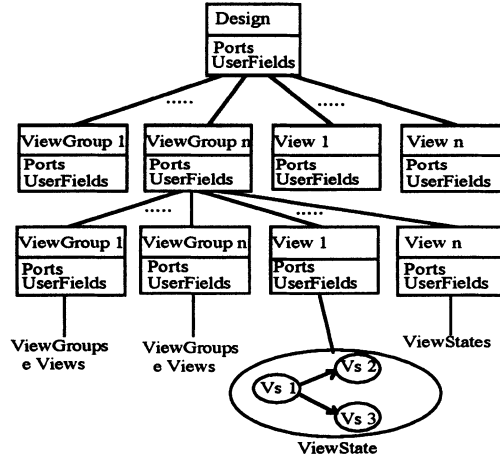 Design
Ports
UserFields
.....
.....
ViewGroup 1
ViewGroup n
View 1
View n
Ports
Ports
Ports
Ports
UserFields
UserFields
UserFields
UserFields
.....
.....
ViewGroup 1
ViewGroup n
View 1
View n
Ports
Ports
Ports
Ports
UserFields
UserFields
UserFields
UserFields
ViewGroups
e Views
ViewGroups
e Views
ViewStates
Vs 1
Vs 2
Vs 3
ViewState